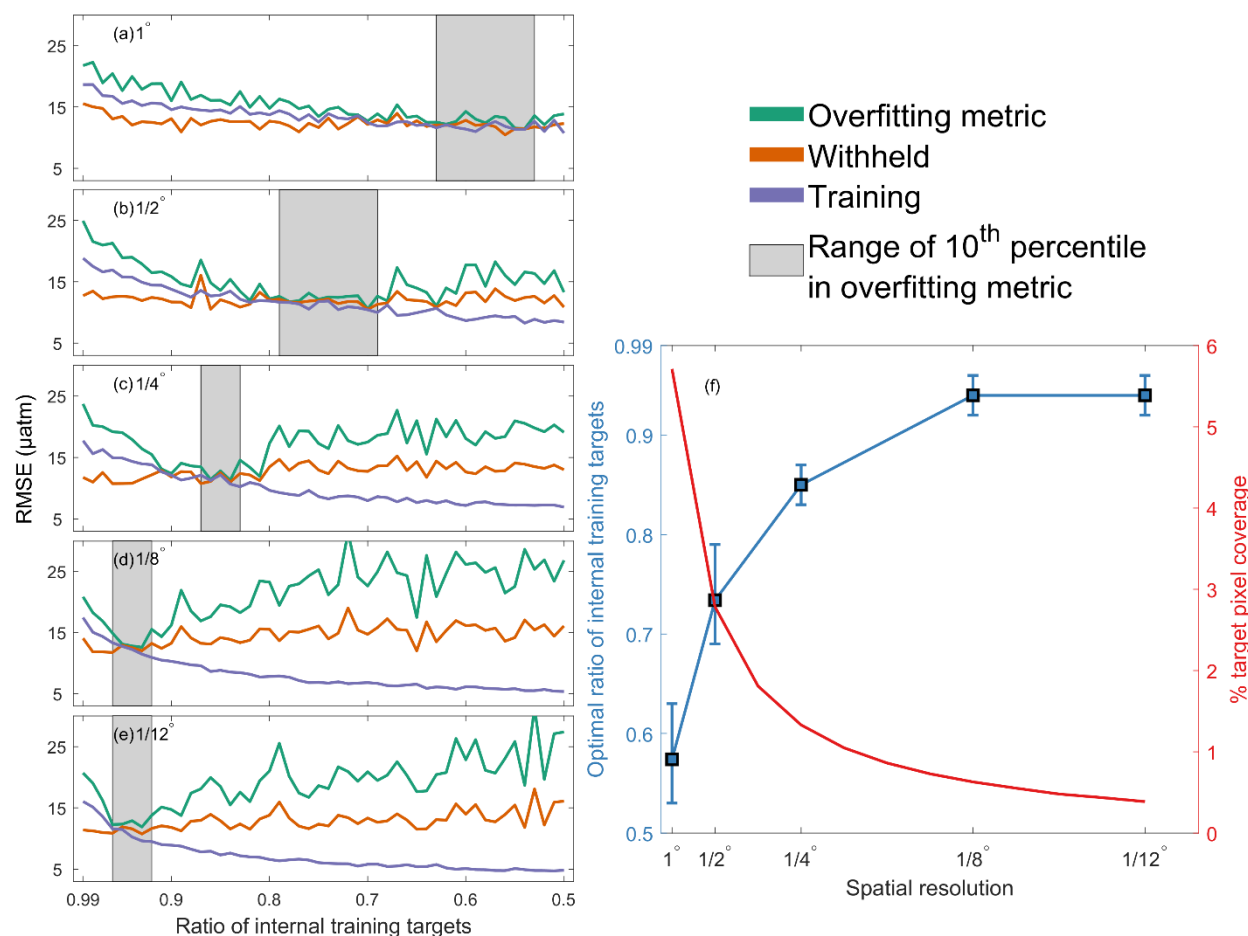 (a) 1°
25
15
5
(b) 1/2°
25
15
5
(c) 1/4°
25
15
5
(d) 1/8°
25
15
5
(e) 1/12°
25
15
5
RMSE (µatm)
0.99 0.9 0.8 0.7 0.6 0.5
Ratio of internal training targets
Overfitting metric
Withheld
Training
Range of 10th percentile
in overfitting metric
(f)
0.99
0.9
0.8
0.7
0.6
0.5
Optimal ratio of internal training targets
6
5
4
3
2
1
0
% target pixel coverage
1° 1/2° 1/4° 1/8° 1/12°
Spatial resolution